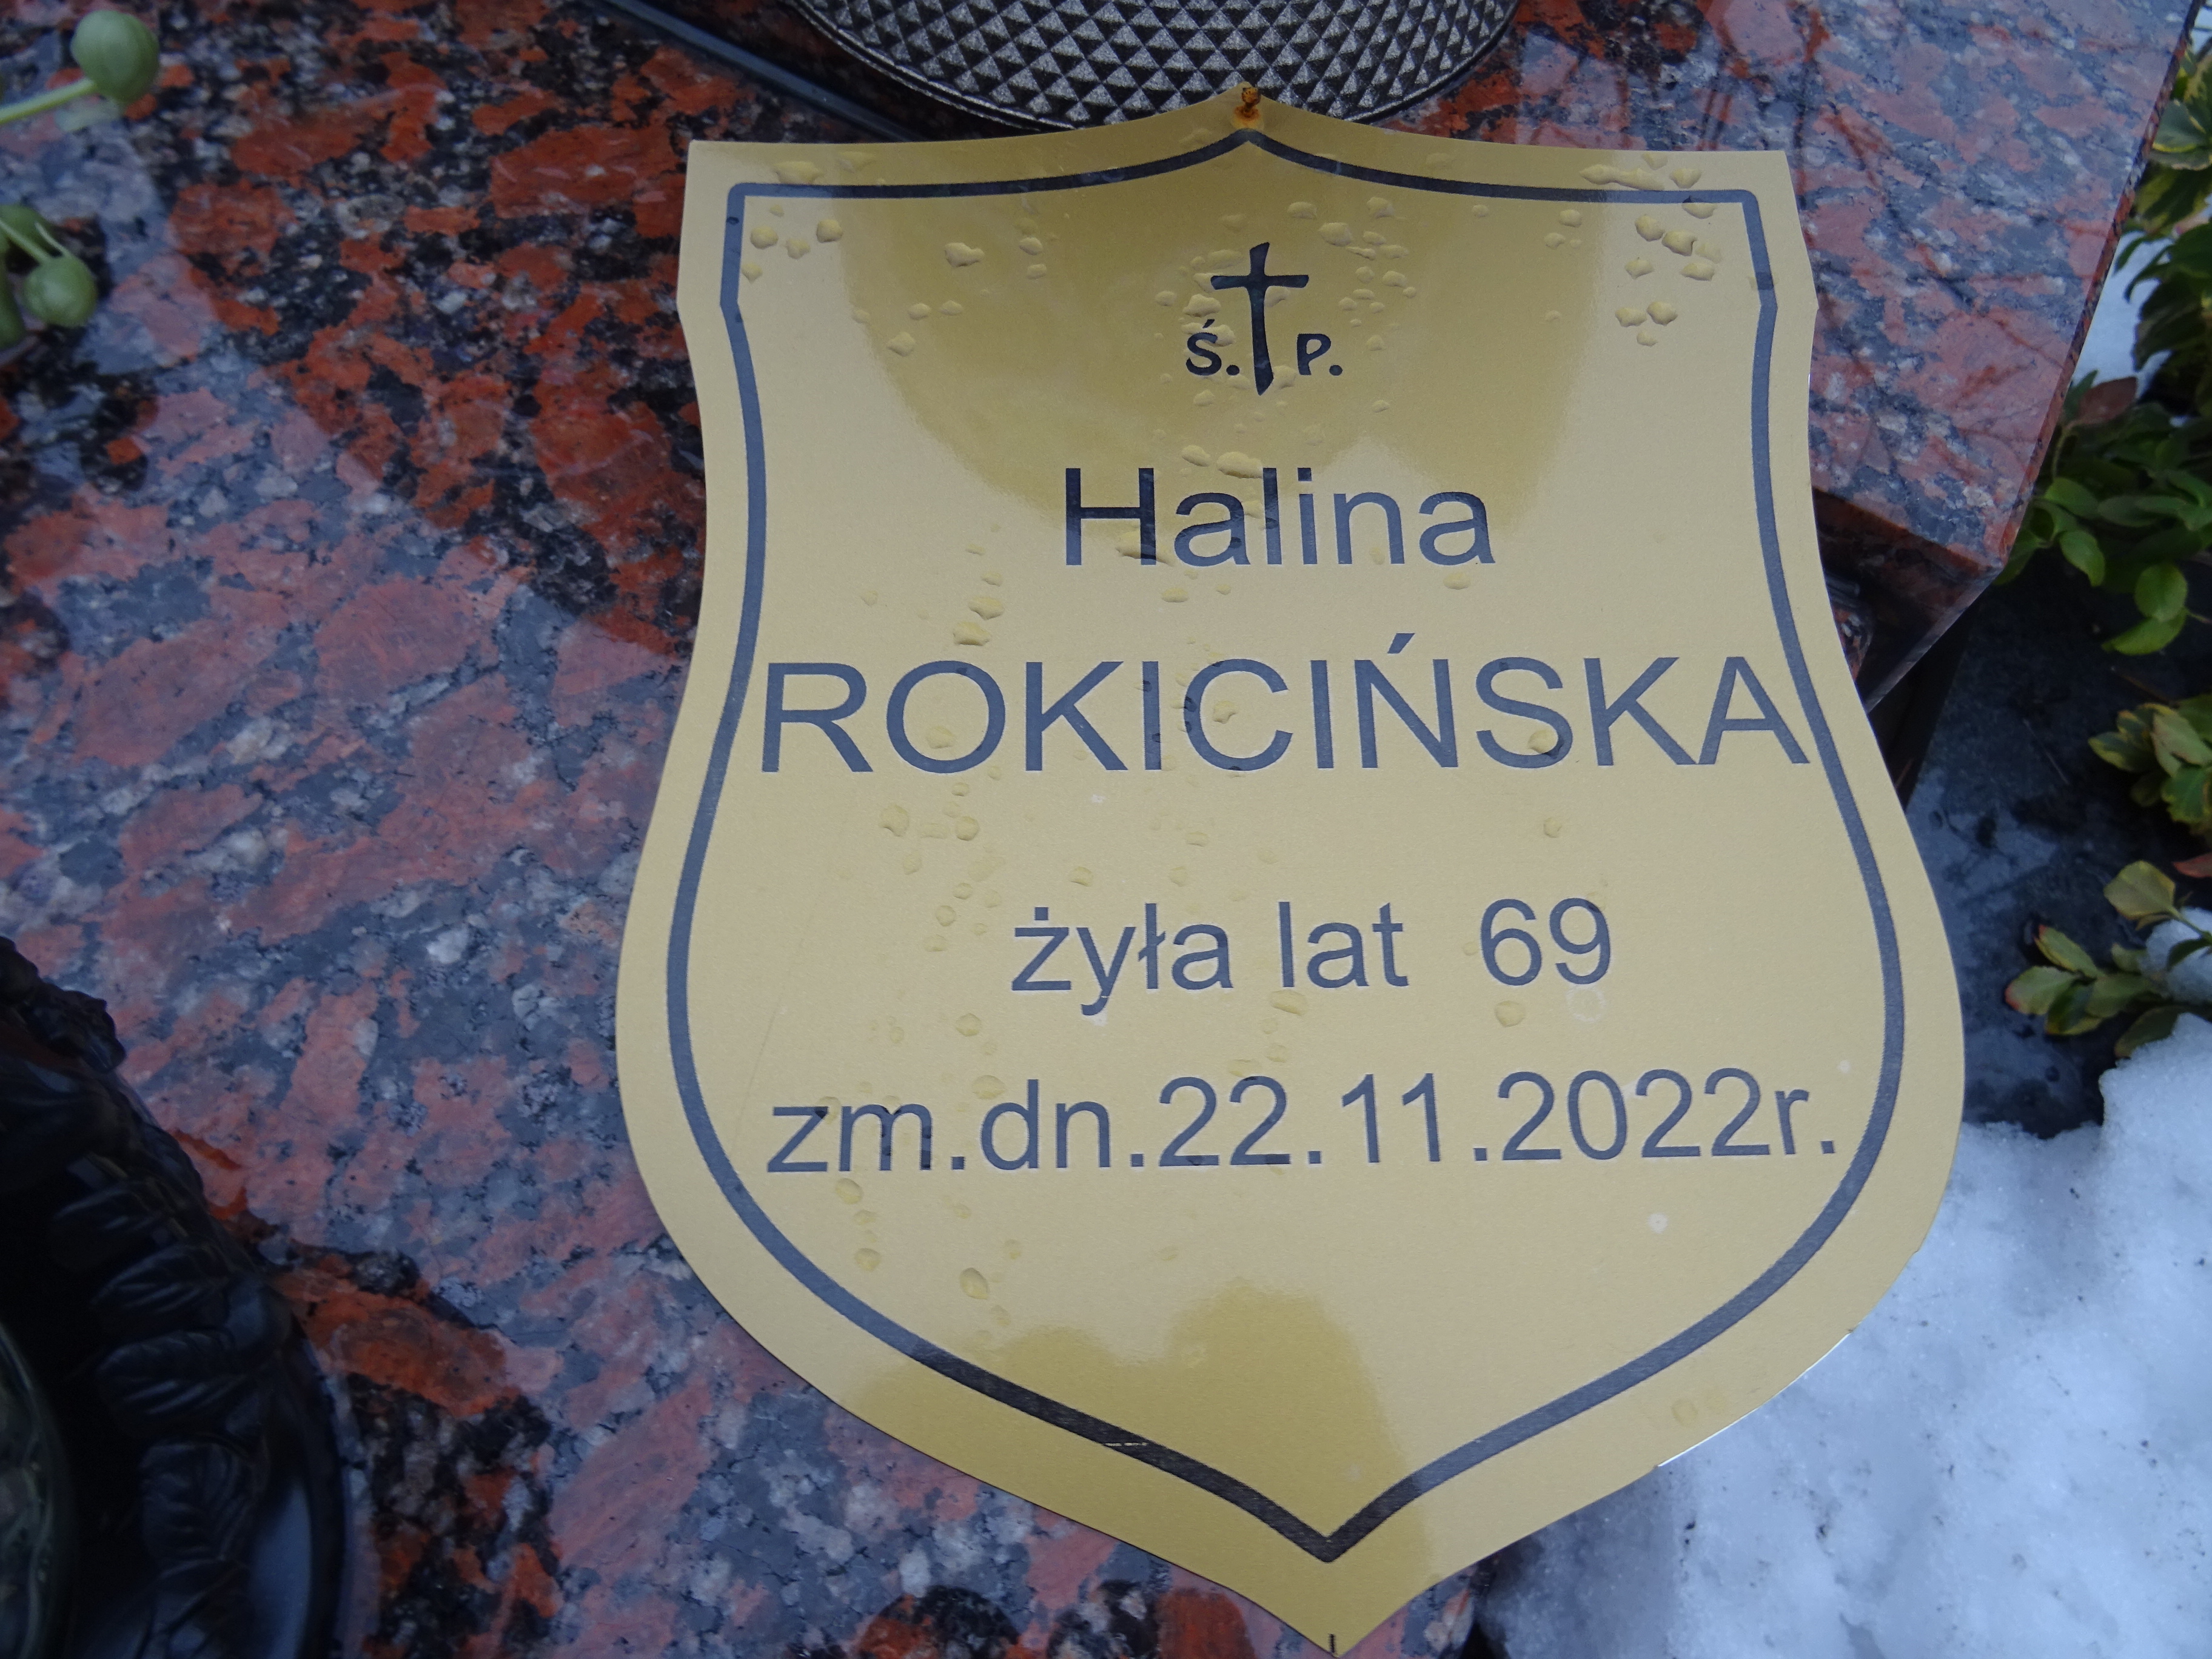 Ś. P.
Halina
ROKICIŃSKA
żyła lat 69
zm.dn.22.11.2022r.